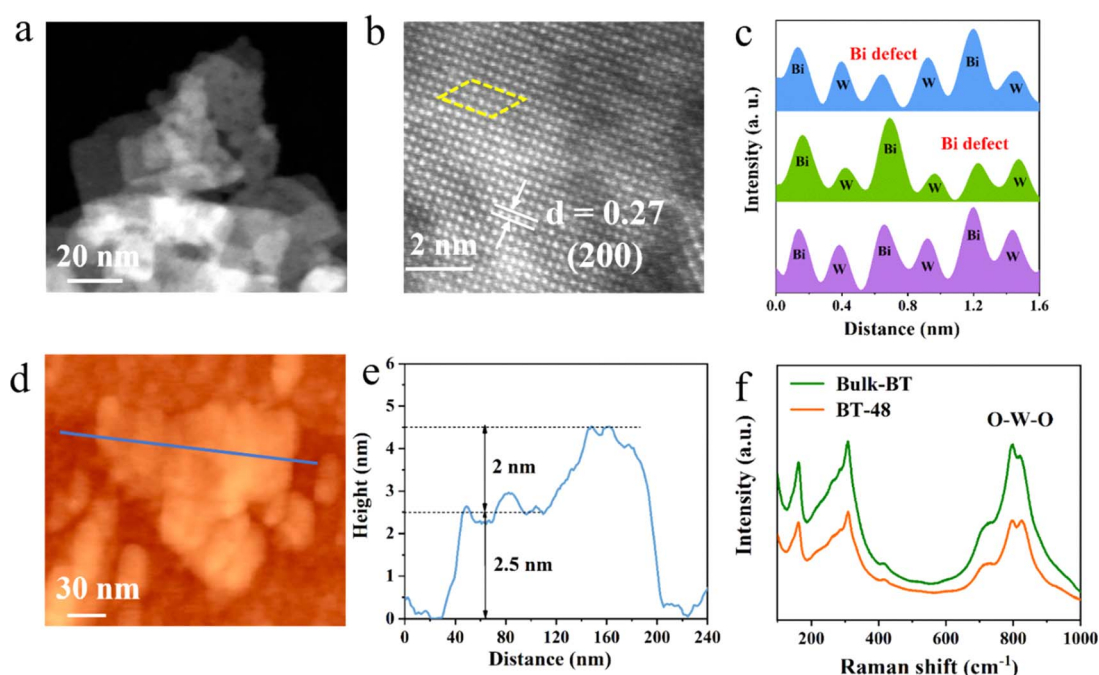 a
20 nm
b
2 nm
d = 0.27
(200)
c
Intensity (a. u.)
Bi
W
Bi defect
W
Bi
W
Bi
W
Bi
W
Bi defect
W
Bi
W
Bi
W
Bi
W
0.0 0.4 0.8 1.2 1.6
Distance (nm)
d
30 nm
e
Height (nm)
6
5
4
3
2
1
0
2 nm
2.5 nm
0 40 80 120 160 200 240
Distance (nm)
f
Intensity (a.u.)
Bulk-BT
BT-48
O-W-O
200 400 600 800 1000
Raman shift (cm⁻¹)